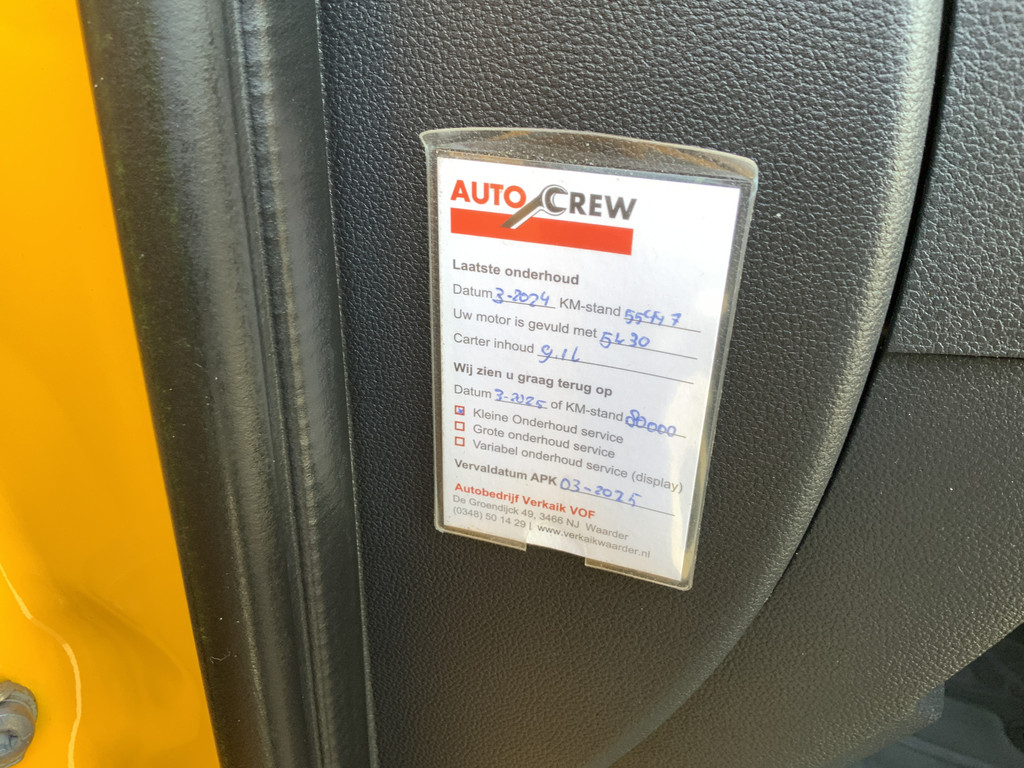 AUTO CREW
Laatste onderhoud
Datum 3-2024 KM-stand 55447
Uw motor is gevuld met 5W30
Carter inhoud 9.1L
Wij zien u graag terug op
Datum 3-2025 of KM-stand 80000
Kleine Onderhoud service
Grote onderhoud service
Variabel onderhoud service (display)
Vervaldatum APK 03-2025
Autobedrijf Verkaik VOF
De Groendijck 49, 3466 NJ Waarder
(0348) 50 14 29 | www.verkaikwaarder.nl